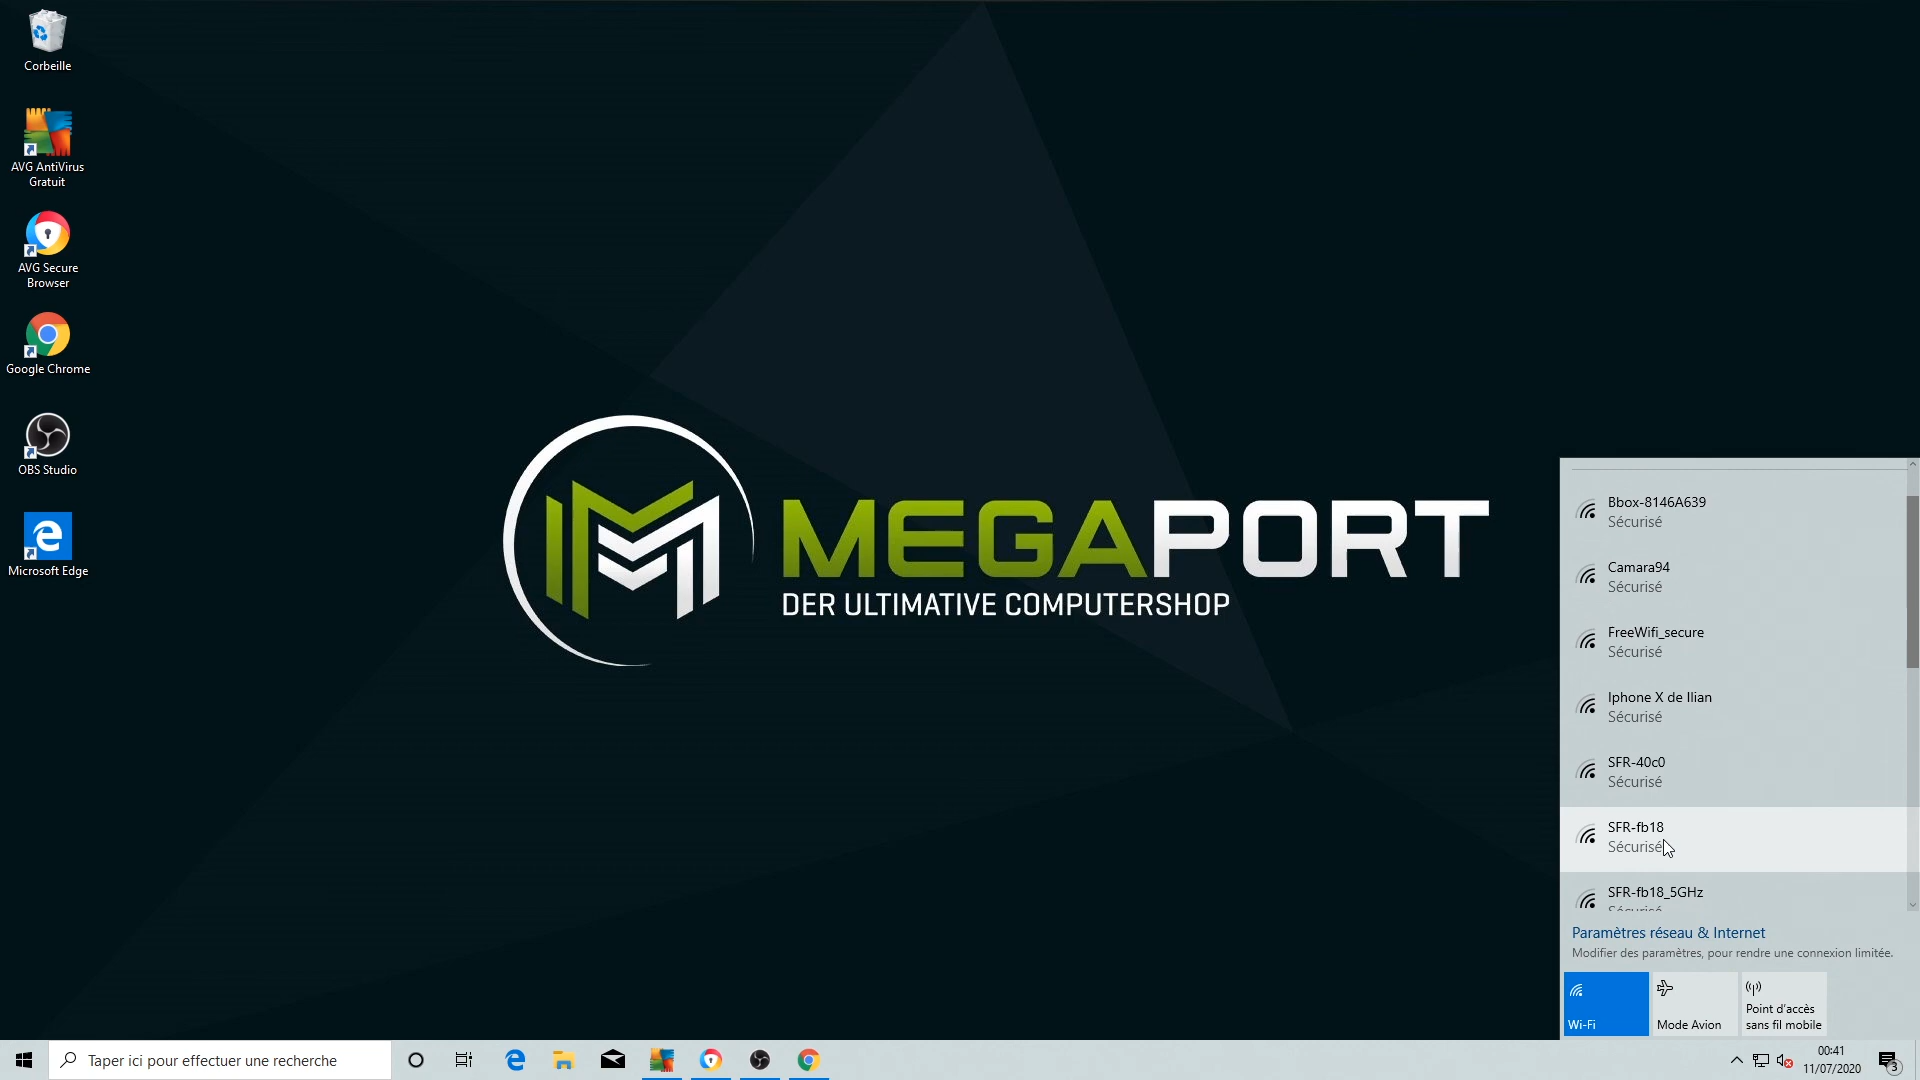 Corbeille
AVG AntiVirus
Gratuit
AVG Secure
Browser
Google Chrome
OBS Studio
Microsoft Edge
MEGAPORT
DER ULTIMATIVE COMPUTERSHOP
Bbox-8146A639
Sécurisé
Camara94
Sécurisé
FreeWifi_secure
Sécurisé
Iphone X de Ilian
Sécurisé
SFR-40c0
Sécurisé
SFR-fb18
Sécurisé
SFR-fb18_5GHz
Sécurisé
Paramètres réseau & Internet
Modifier des paramètres, pour rendre une connexion limitée.
Wi-Fi
Mode Avion
Point d'accès
sans fil mobile
Taper ici pour effectuer une recherche
00:41
11/07/2020
3